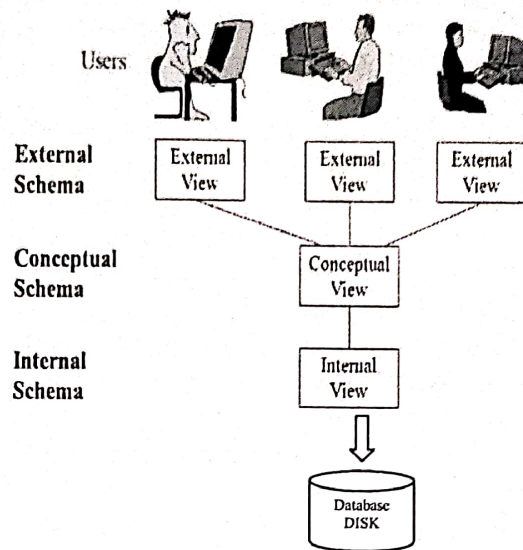 Users
External
Schema
External
View
External
View
External
View
Conceptual
Schema
Conceptual
View
Internal
Schema
Internal
View
Database
DISK